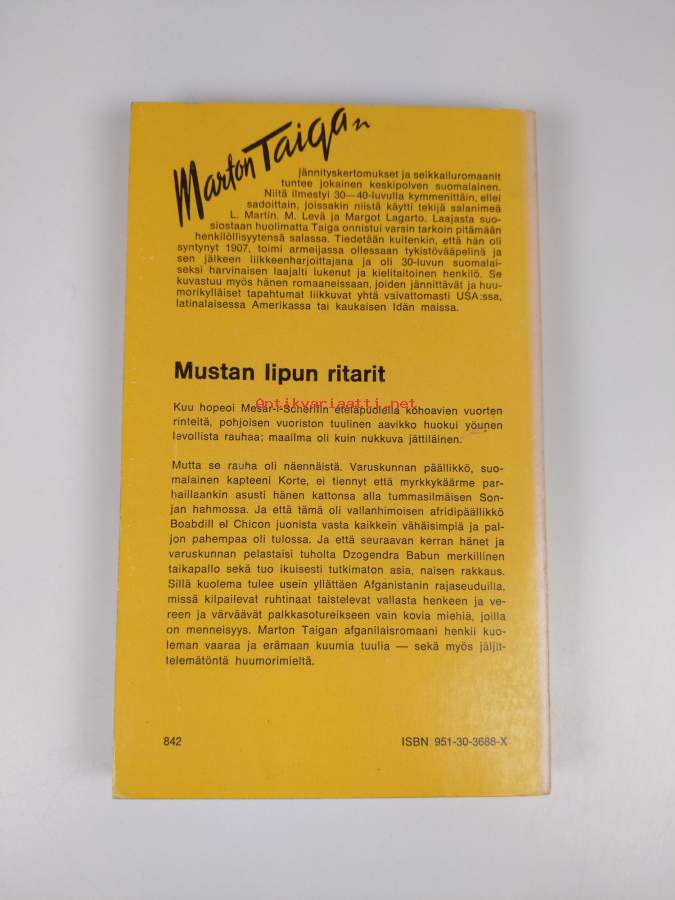 Marton Taigan
jännityskertomukset ja seikkailuromaanit
tuntee jokainen keskipolven suomalainen.
Niitä ilmestyi 30—40-luvulla kymmenittäin, ellei
sadoittain, joissakin niistä käytti tekijä salanimeä
L. Martin, M. Levä ja Margot Lagarto. Laajasta suo-
siostaan huolimatta Taiga onnistui varsin tarkoin pitämään
henkilöllisyytensä salassa. Tiedetään kuitenkin, että hän oli
syntynyt 1907, toimi armeijassa ollessaan tykistövääpelinä ja
sen jälkeen liikkeenharjoittajana ja oli 30-luvun suomalai-
seksi harvinaisen laajalti lukenut ja kielitaitoinen henkilö. Se
kuvastuu myös hänen romaaneissaan, joiden jännittävät ja huu-
morikylläiset tapahtumat liikkuvat yhtä vaivattomasti USA:ssa,
latinalaisessa Amerikassa tai kaukaisen Idän maissa.
Mustan lipun ritarit
Antikvariaatti.net
Kuu hopeoi Mesar-i-Scherifin eteläpuolella kohoavien vuorten
rinteitä, pohjoisen vuoriston tuulinen aavikko huokui yöunen
levollista rauhaa; maailma oli kuin nukkuva jättiläinen.
Mutta se rauha oli näennäistä. Varuskunnan päällikkö, suo-
malainen kapteeni Korte, ei tiennyt että myrkkykäärme par-
haillaankin asusti hänen kattonsa alla tummasilmäisen Son-
jan hahmossa. Ja että tämä oli vallanhimoisen afridipäällikkö
Boabdill el Chicon juonista vasta kaikkein vähäisimpiä ja pal-
jon pahempaa oli tulossa. Ja että seuraavan kerran hänet ja
varuskunnan pelastaisi tuholta Dzogendra Babun merkillinen
taikapallo sekä tuo ikuisesti tutkimaton asia, naisen rakkaus.
Sillä kuolema tulee usein yllättäen Afganistanin rajaseuduilla,
missä kilpailevat ruhtinaat taistelevat vallasta henkeen ja ve-
reen ja värväävät palkkasotureikseen vain kovia miehiä, joilla
on menneisyys. Marton Taigan afganilaisromaani henkii kuo-
leman vaaraa ja erämaan kuumia tuulia — sekä myös jäljit-
telemätöntä huumorimieltä.
842
ISBN 951-30-3688-X